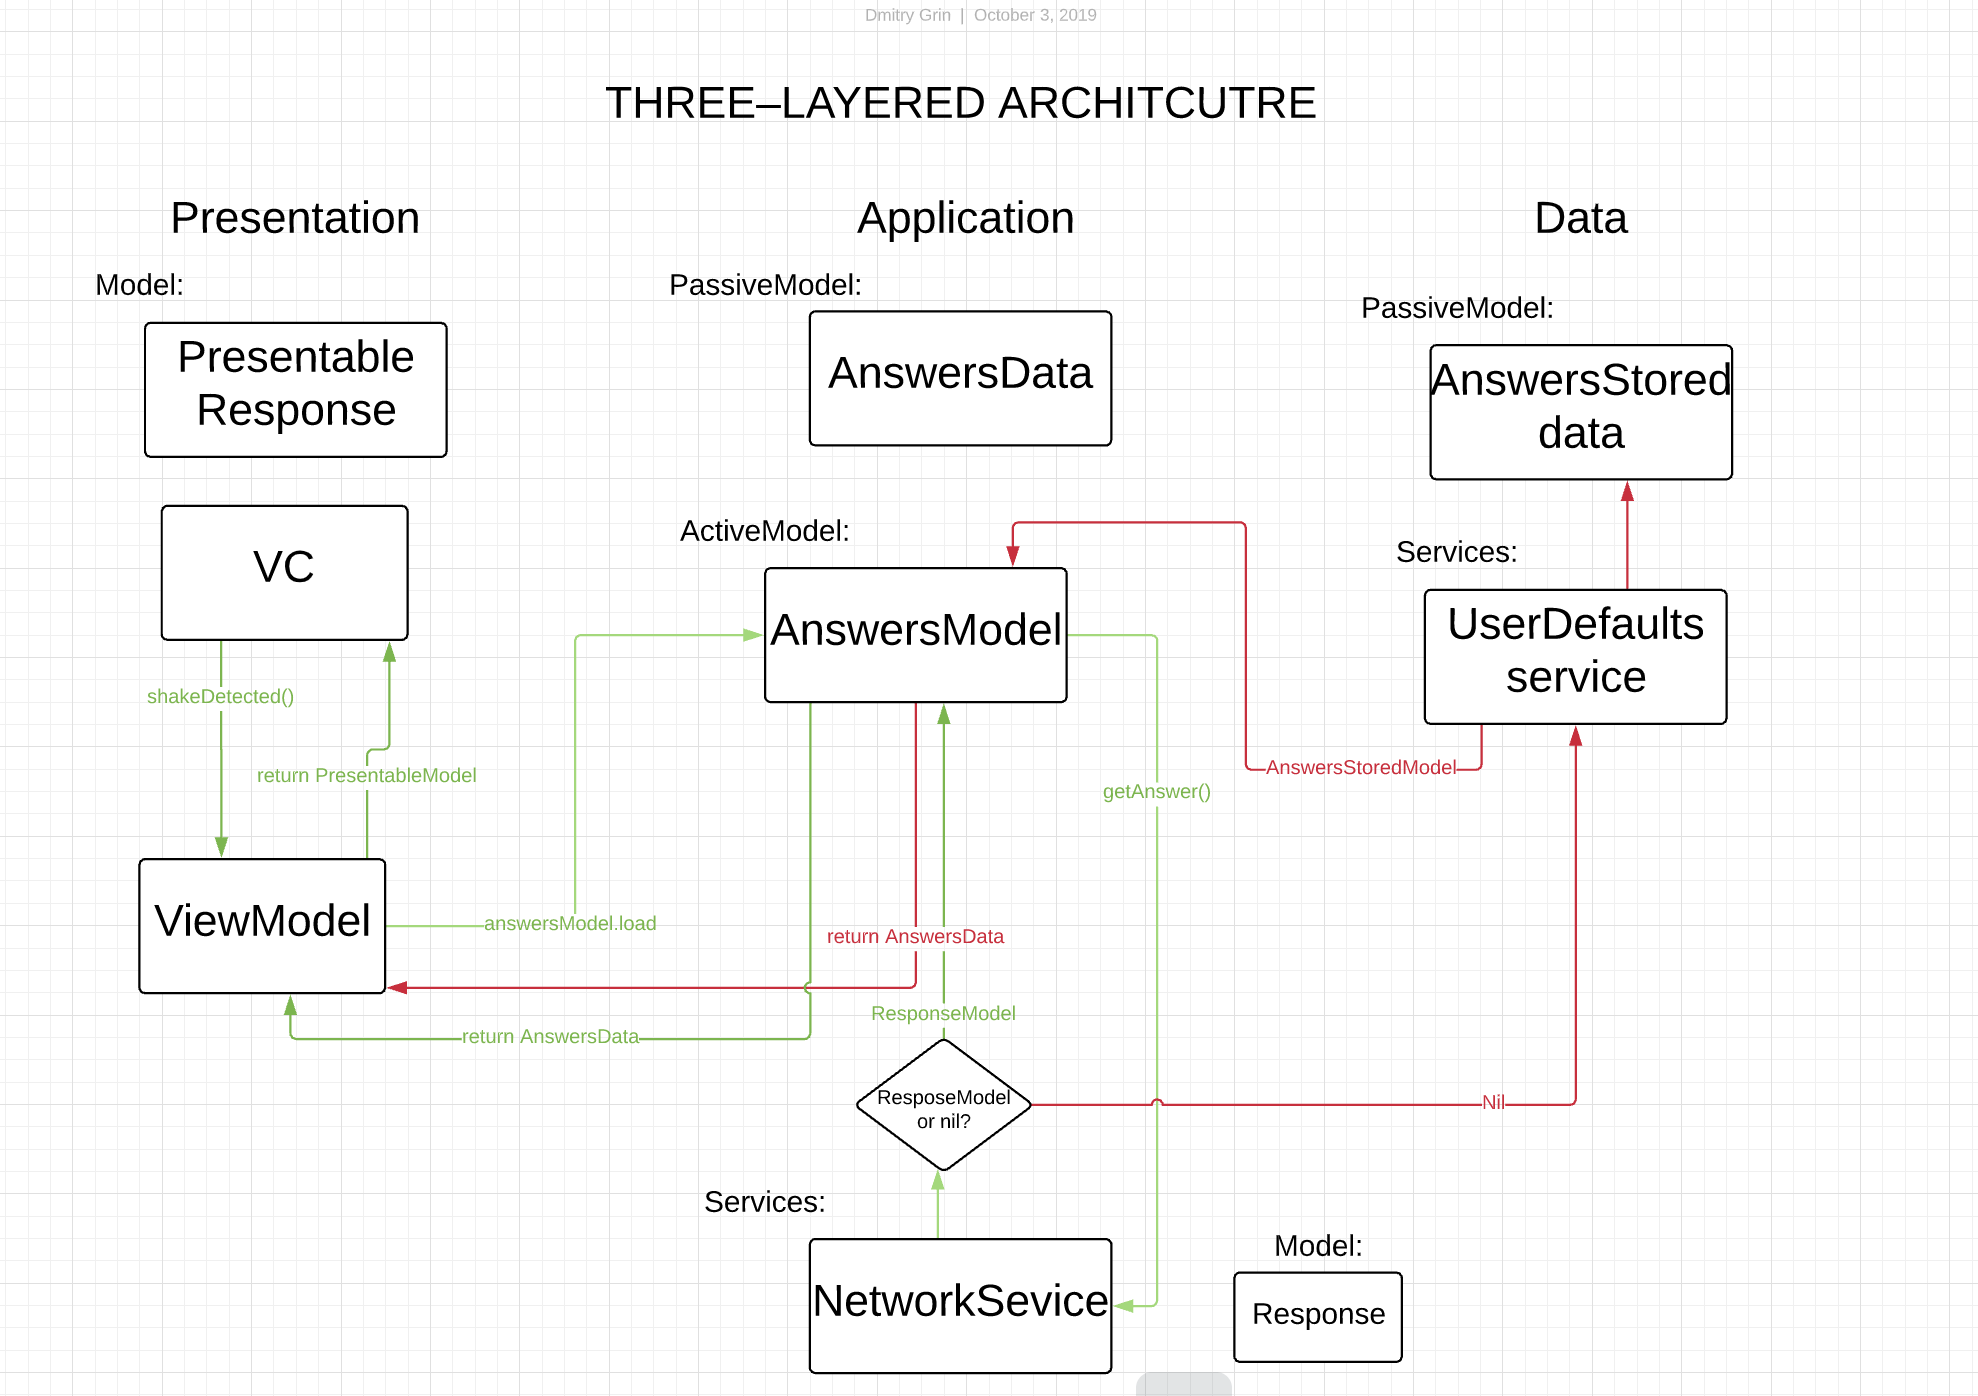 Dmitry Grin | October 3, 2019
THREE–LAYERED ARCHITCUTRE
Presentation
Application
Data
Model:
PassiveModel:
PassiveModel:
Presentable
Response
AnswersData
AnswersStored
data
VC
ActiveModel:
Services:
AnswersModel
UserDefaults
service
shakeDetected()
return PresentableModel
AnswersStoredModel
getAnswer()
ViewModel
answersModel.load
return AnswersData
ResponseModel
return AnswersData
ResposeModel
or nil?
Nil
Services:
NetworkSevice
Model:
Response